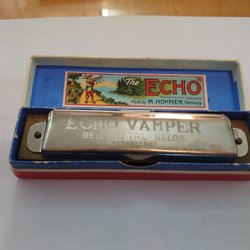 The ECHO
Made by M. HOHNER, Germany
ECHO VAMPER
BELL METAL REEDS